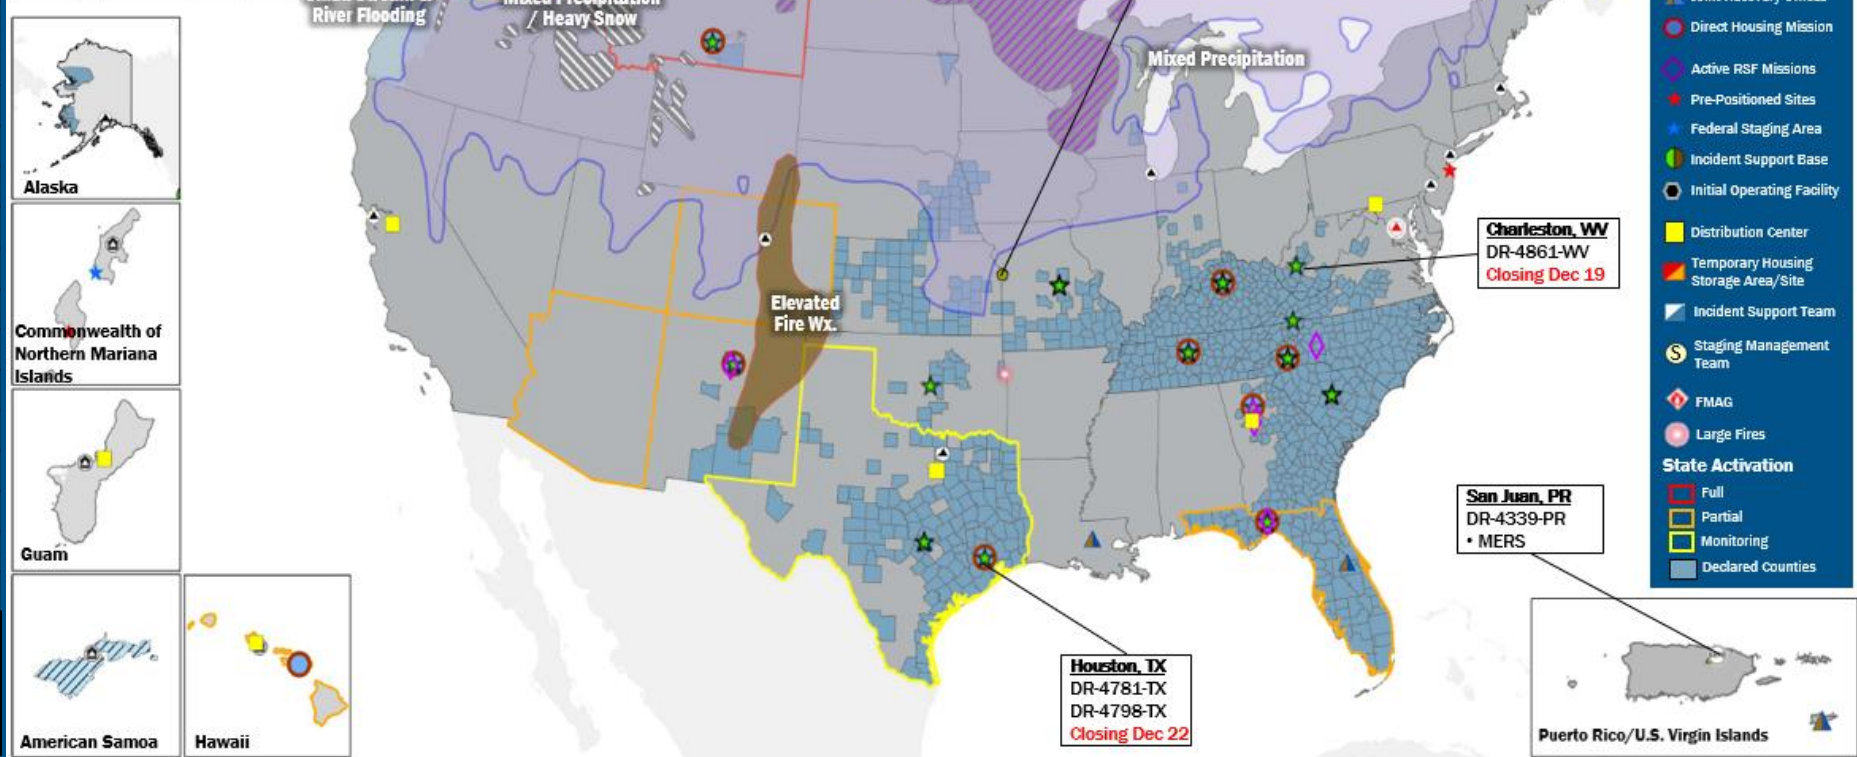 River Flooding
Mixed Precipitation
/ Heavy Snow
Mixed Precipitation
Elevated
Fire Wx.
Alaska
Commonwealth of
Northern Mariana
Islands
Guam
American Samoa
Hawaii
Charleston, WV
DR-4861-WV
Closing Dec 19
San Juan, PR
DR-4339-PR
• MERS
Houston, TX
DR-4781-TX
DR-4798-TX
Closing Dec 22
Puerto Rico/U.S. Virgin Islands
Direct Housing Mission
Active RSF Missions
Pre-Positioned Sites
Federal Staging Area
Incident Support Base
Initial Operating Facility
Distribution Center
Temporary Housing
Storage Area/Site
Incident Support Team
S
Staging Management
Team
FMAG
Large Fires
State Activation
Full
Partial
Monitoring
Declared Counties